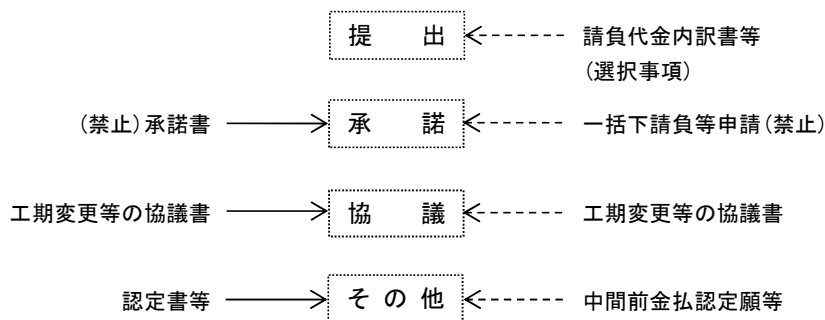 提　出
請負代金内訳書等
（選択事項）
（禁止）承諾書
承　諾
一括下請負等申請（禁止）
工期変更等の協議書
協　議
工期変更等の協議書
認定書等
その他
中間前金払認定願等